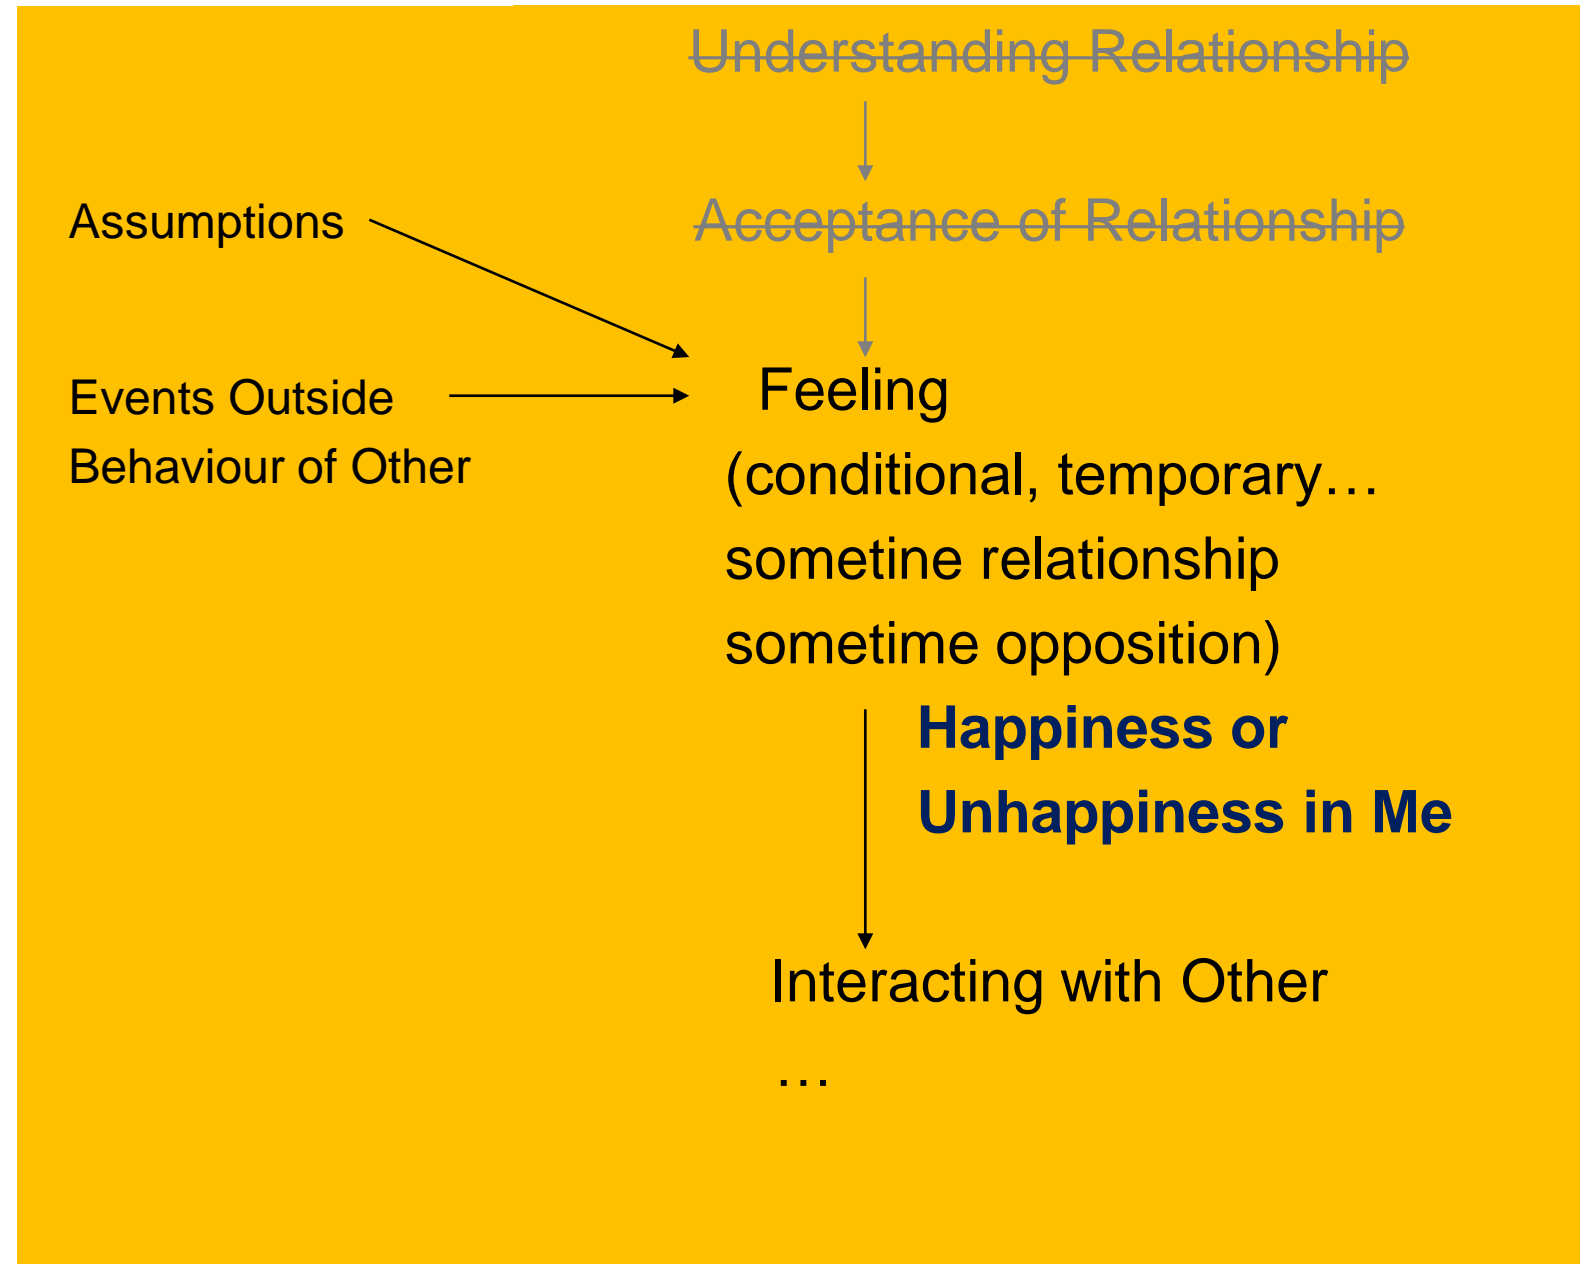 Understanding Relationship
Assumptions
Acceptance of Relationship
Events Outside
Behaviour of Other
Feeling
(conditional, temporary…
sometine relationship
sometime opposition)
Happiness or
Unhappiness in Me
Interacting with Other
…